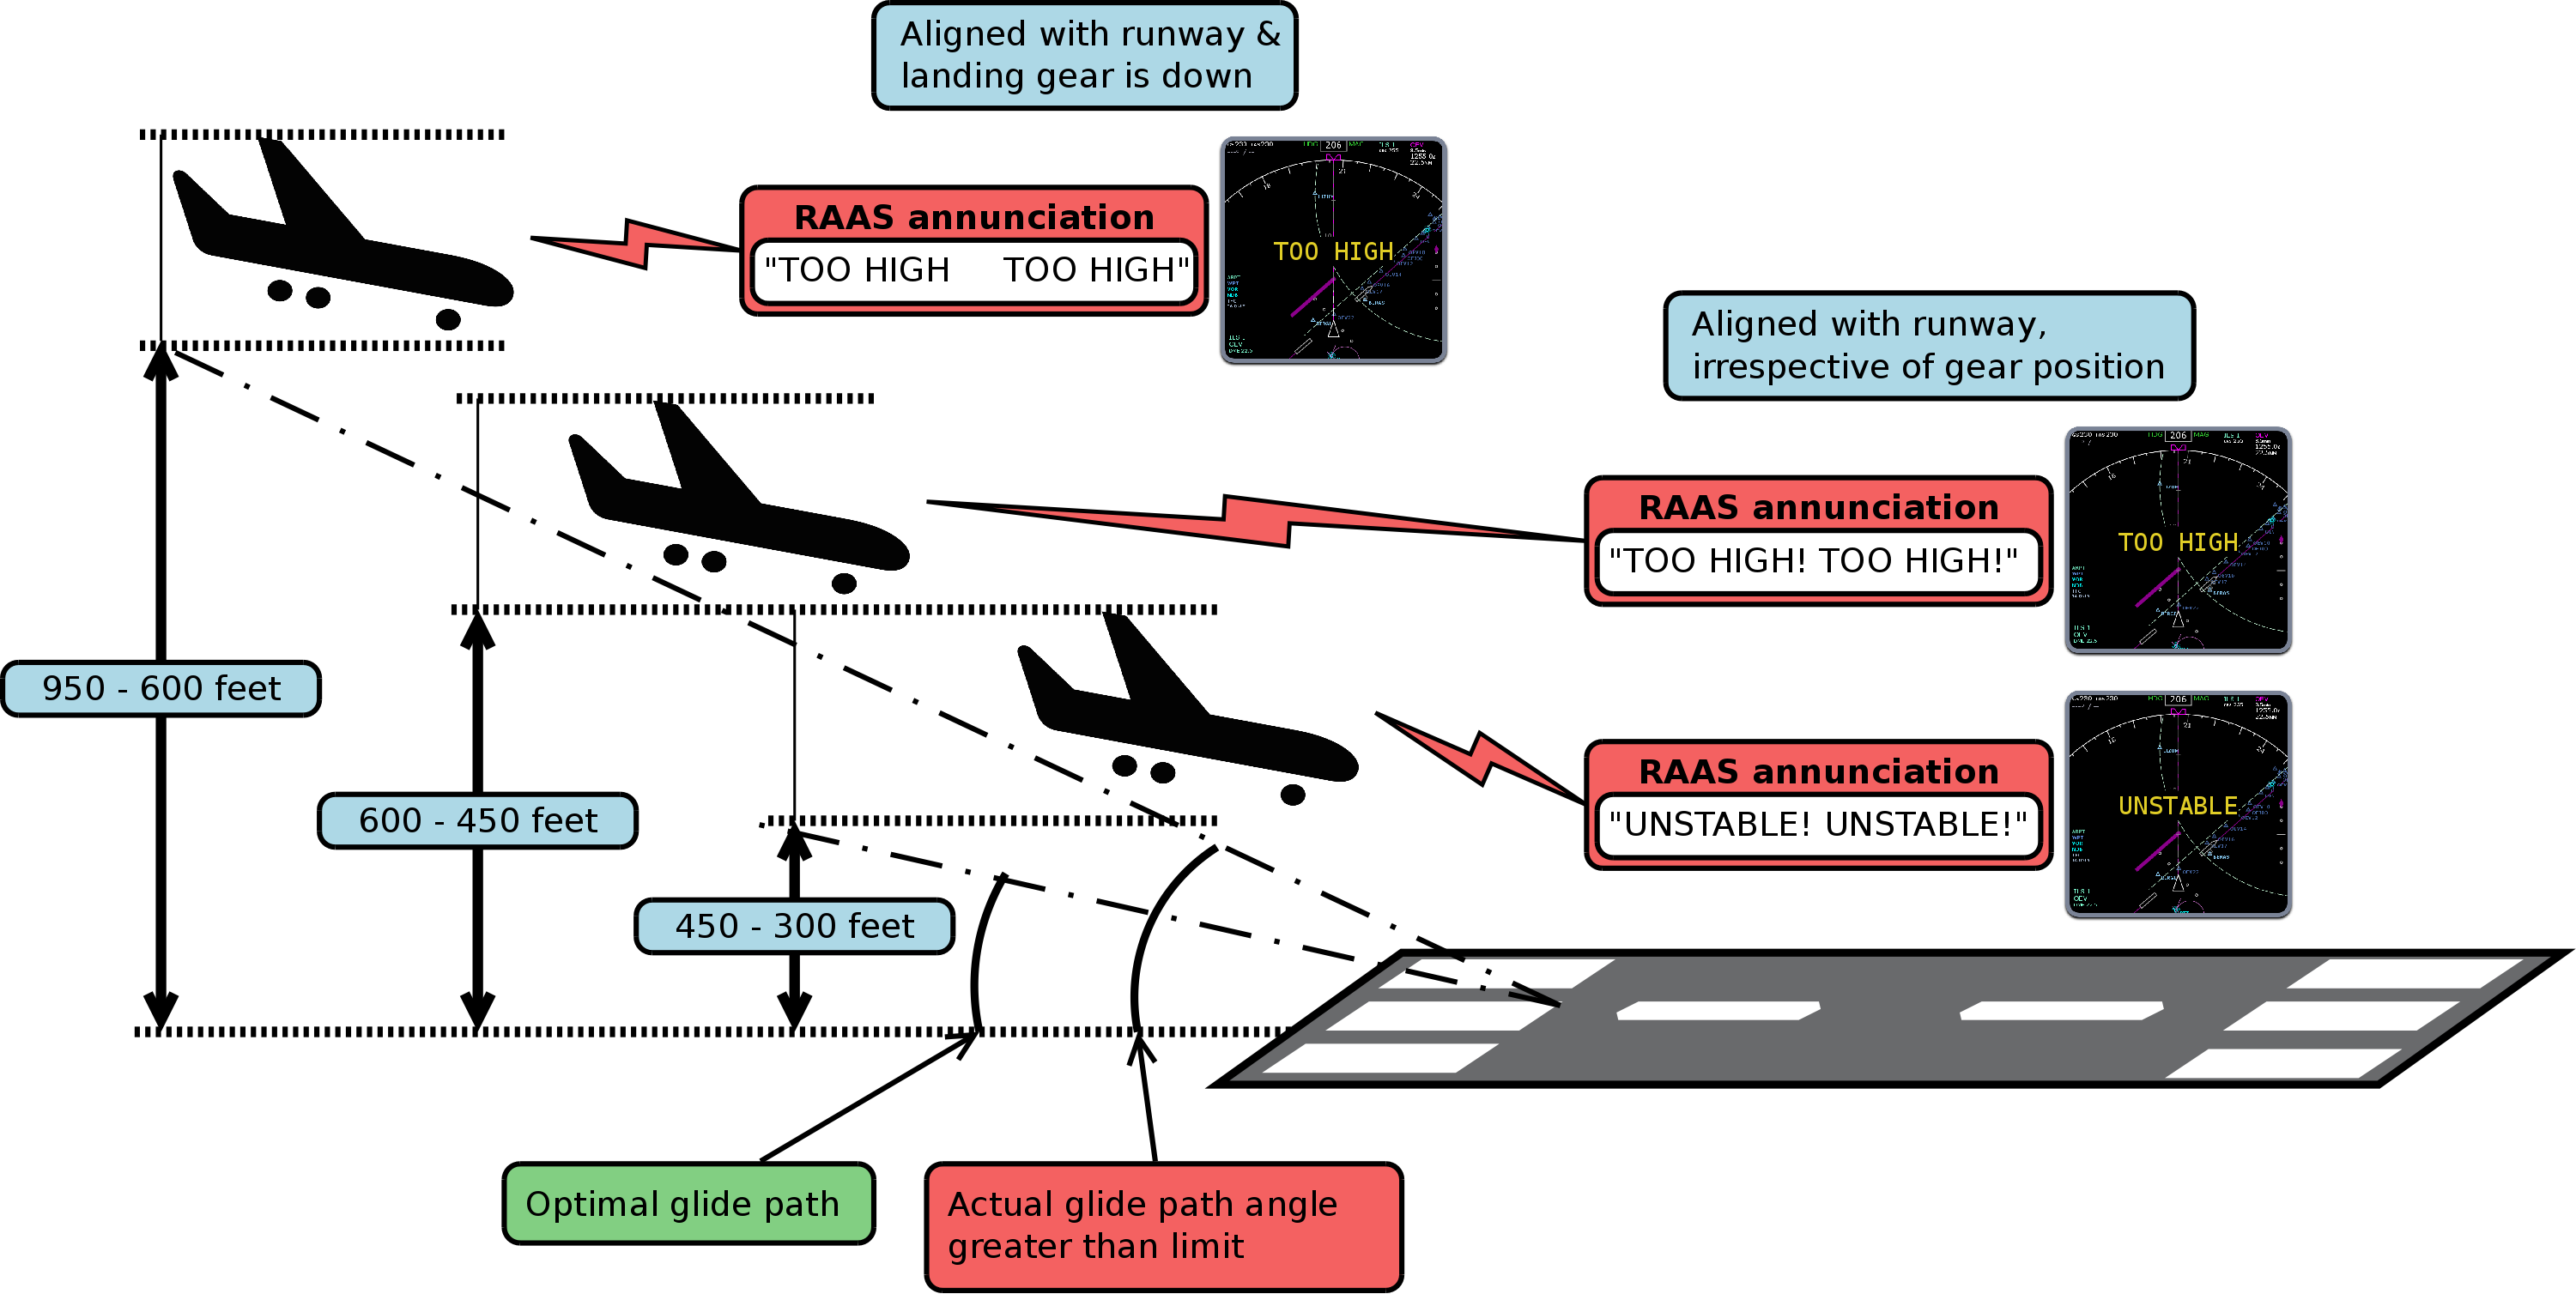 Aligned with runway &
landing gear is down
RAAS annunciation
"TOO HIGH TOO HIGH"
206
TOO HIGH
Aligned with runway,
irrespective of gear position
RAAS annunciation
"TOO HIGH! TOO HIGH!"
206
TOO HIGH
950 - 600 feet
RAAS annunciation
"UNSTABLE! UNSTABLE!"
206
UNSTABLE
600 - 450 feet
450 - 300 feet
Optimal glide path
Actual glide path angle
greater than limit